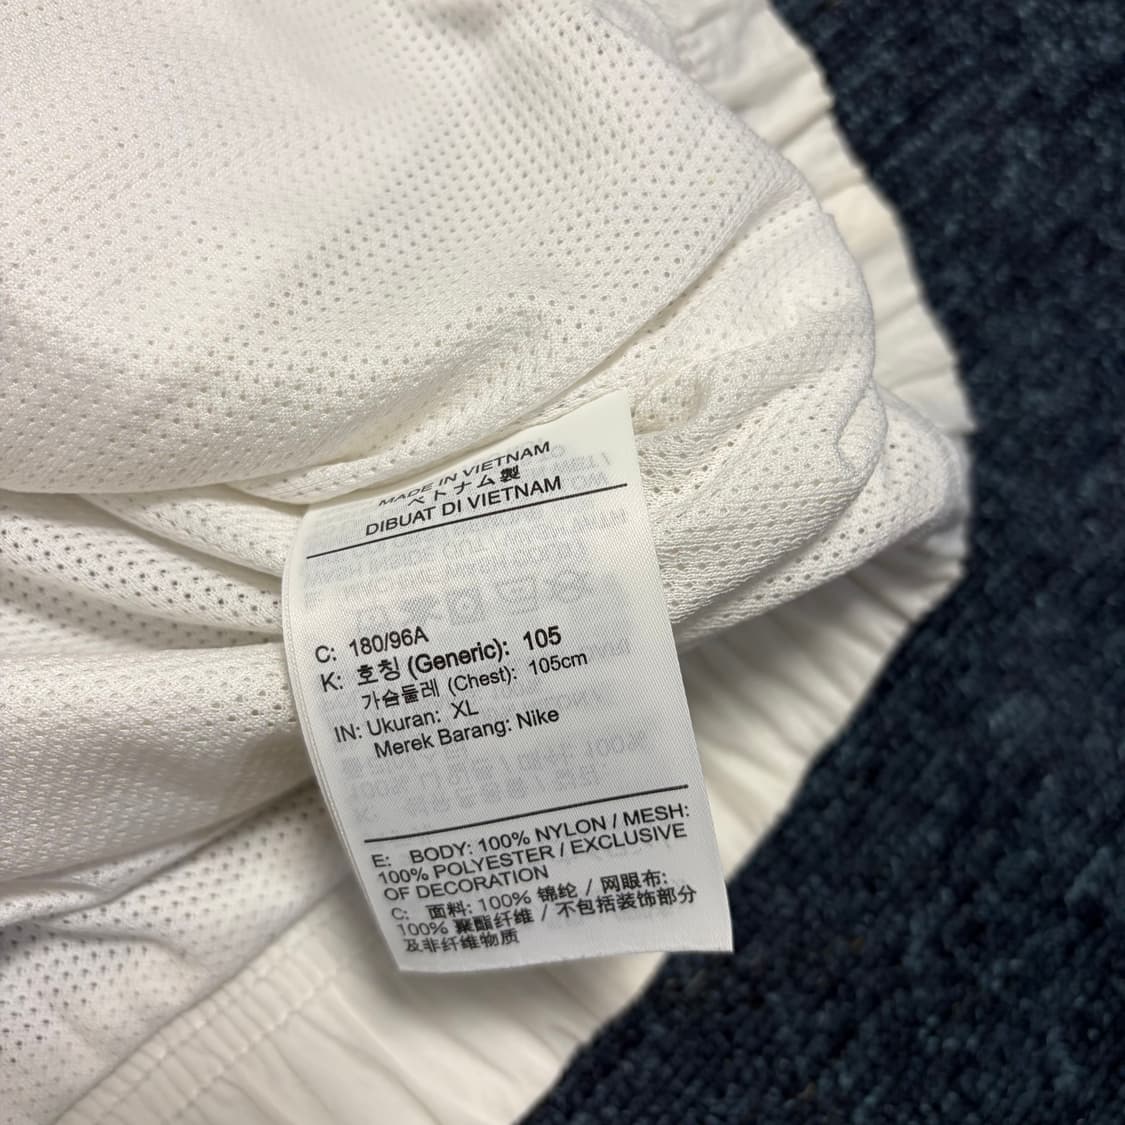 MADE IN VIETNAM
ベトナム製
DIBUAT DI VIETNAM
C: 180/96A
K: 호칭 (Generic): 105
가슴둘레 (Chest): 105cm
IN: Ukuran: XL
Merek Barang: Nike
E: BODY: 100% NYLON / MESH:
100% POLYESTER / EXCLUSIVE
OF DECORATION
C: 面料: 100% 锦纶 / 网眼布:
100% 聚酯纤维 / 不包括装饰部分
及非纤维物质